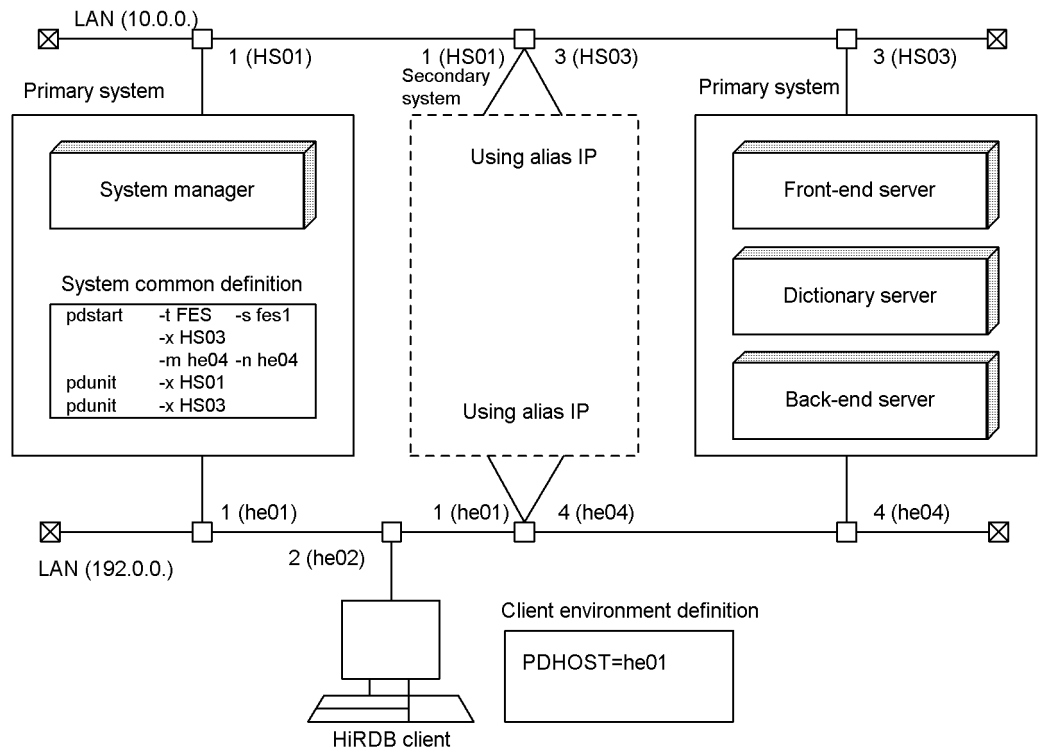 LAN (10.0.0.)
1 (HS01)
1 (HS01)
3 (HS03)
3 (HS03)
Primary system
Secondary
system
Primary system
System manager
Using alias IP
Front-end server
Dictionary server
Back-end server
System common definition
pdstart -t FES -s fes1
-x HS03
-m he04 -n he04
pdunit -x HS01
pdunit -x HS03
Using alias IP
1 (he01)
1 (he01)
4 (he04)
4 (he04)
2 (he02)
LAN (192.0.0.)
Client environment definition
PDHOST=he01
HiRDB client